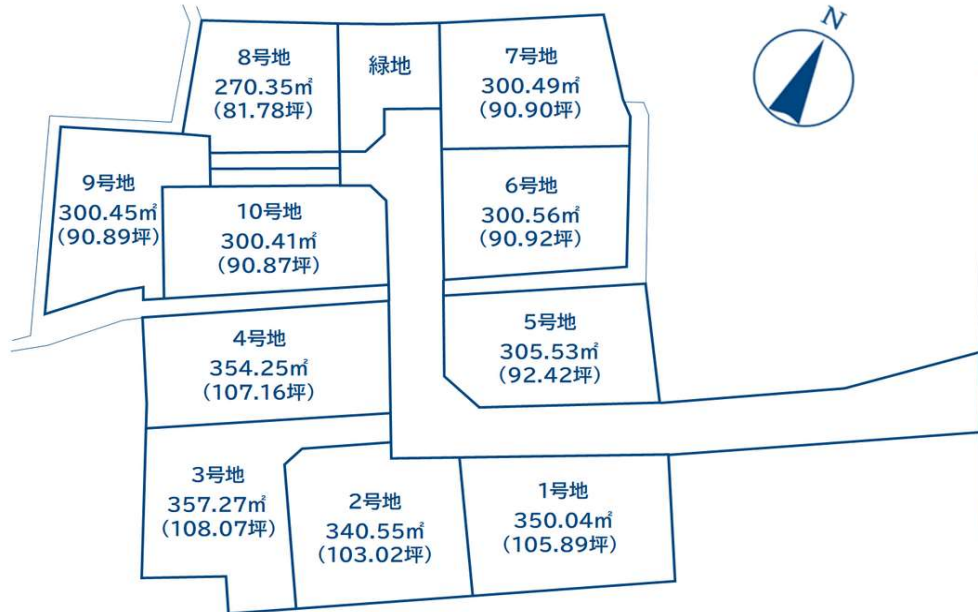 N
8号地
270.35㎡
(81.78坪)
緑地
7号地
300.49㎡
(90.90坪)
9号地
300.45㎡
(90.89坪)
10号地
300.41㎡
(90.87坪)
6号地
300.56㎡
(90.92坪)
4号地
354.25㎡
(107.16坪)
5号地
305.53㎡
(92.42坪)
3号地
357.27㎡
(108.07坪)
2号地
340.55㎡
(103.02坪)
1号地
350.04㎡
(105.89坪)